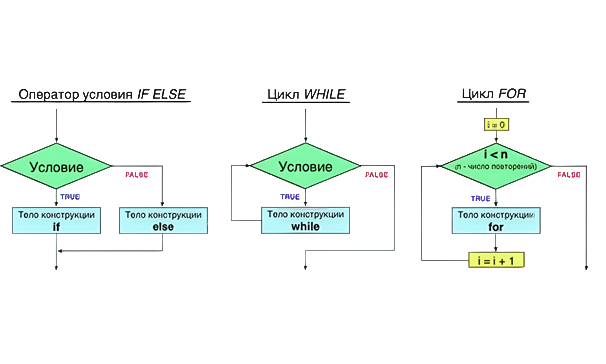 Оператор условия IF ELSE
Условие
FALSE
TRUE
Тело конструкции
if
Тело конструкции
else
Цикл WHILE
Условие
FALSE
TRUE
Тело конструкции
while
Цикл FOR
i = 0
i < n
(n - число повторений)
FALSE
TRUE
Тело конструкции
for
i = i + 1